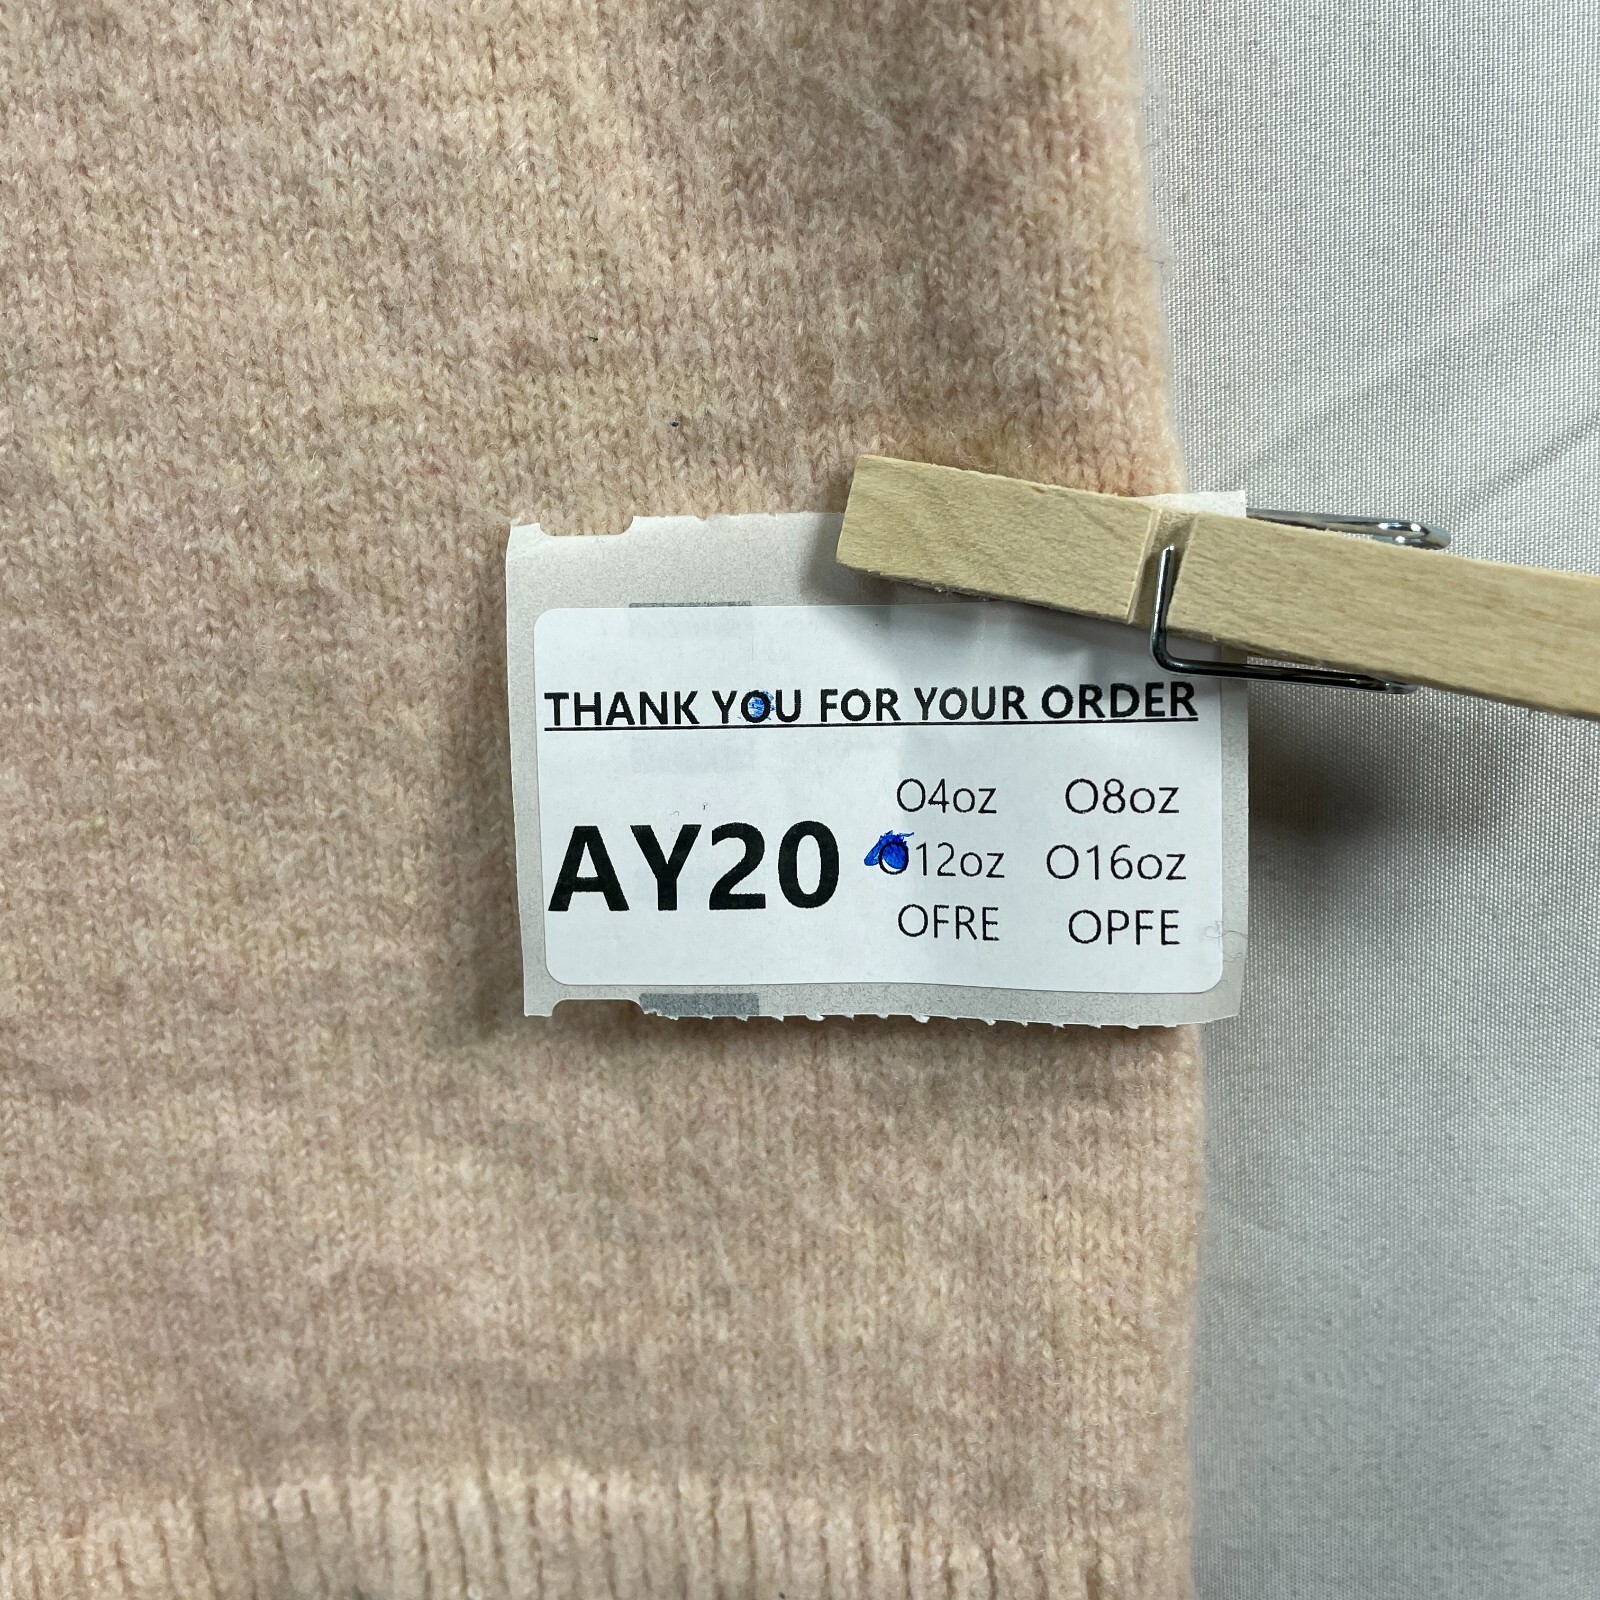 THANK YOU FOR YOUR ORDER
AY20
O4oz O8oz
O12oz O16oz
OFRE OPFE